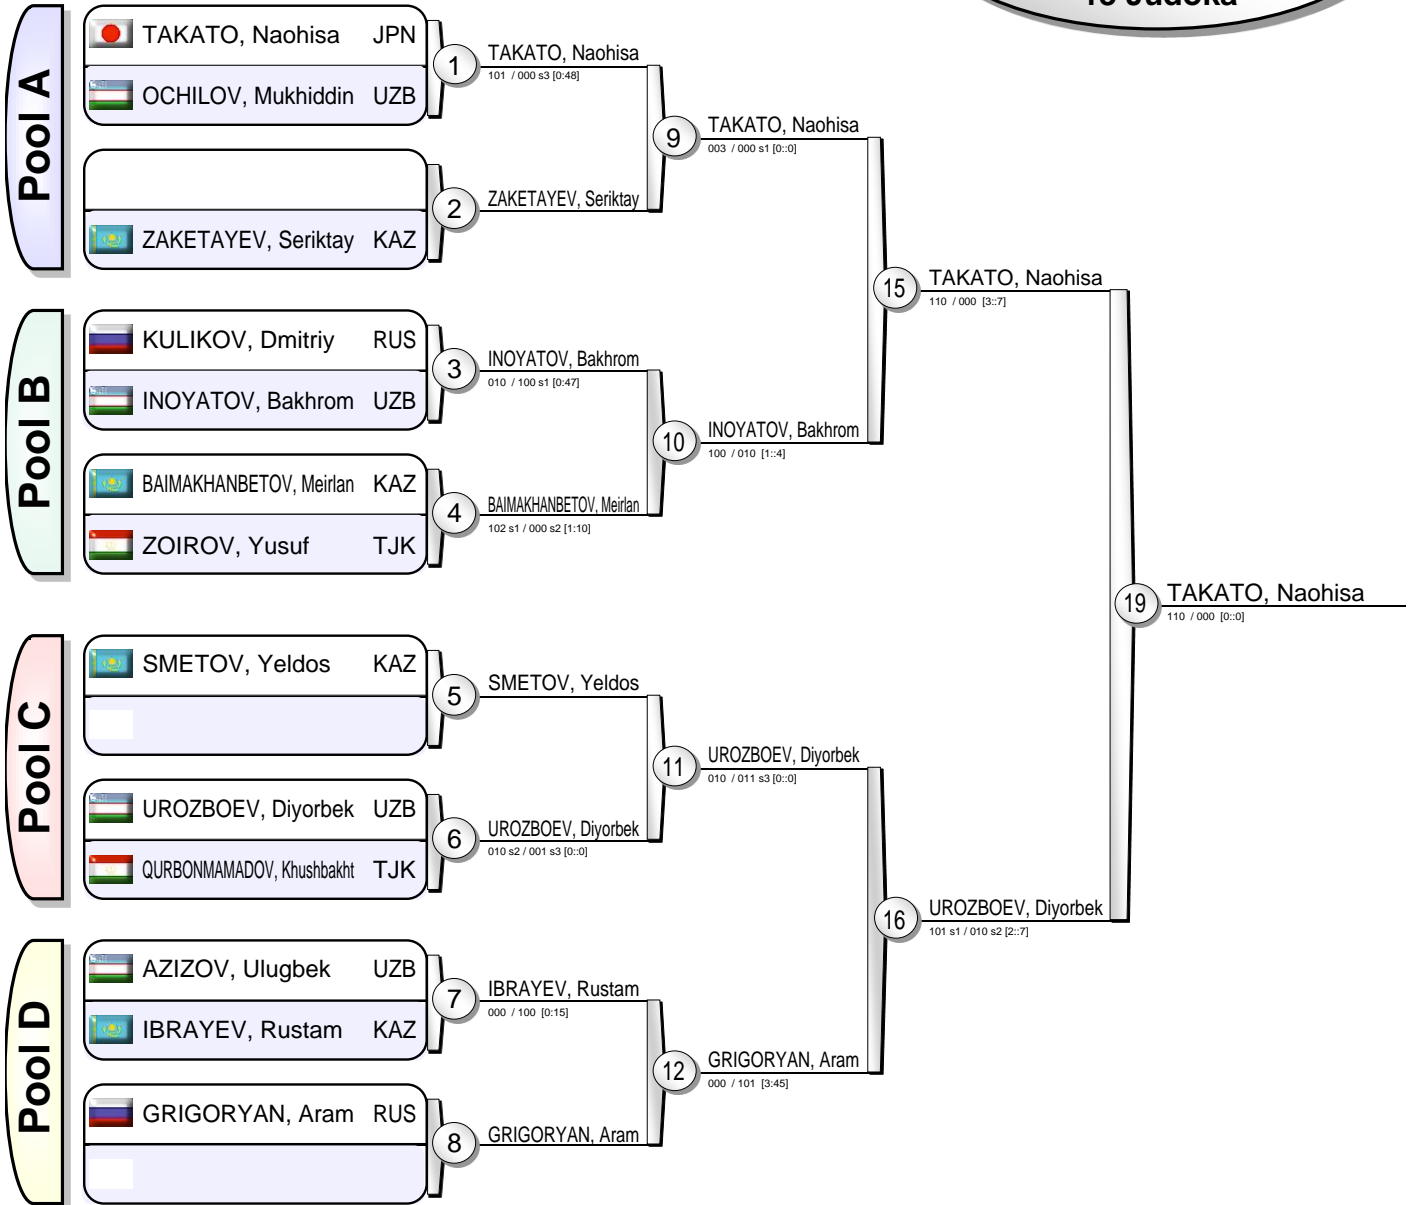 13 Judoka
Pool A
TAKATO, Naohisa JPN
OCHILOV, Mukhiddin UZB
ZAKETAYEV, Seriktay KAZ
1
TAKATO, Naohisa
101 / 000 s3 [0:48]
2
ZAKETAYEV, Seriktay
9
TAKATO, Naohisa
003 / 000 s1 [0::0]
Pool B
KULIKOV, Dmitriy RUS
INOYATOV, Bakhrom UZB
BAIMAKHANBETOV, Meirlan KAZ
ZOIROV, Yusuf TJK
3
INOYATOV, Bakhrom
010 / 100 s1 [0:47]
4
BAIMAKHANBETOV, Meirlan
102 s1 / 000 s2 [1:10]
10
INOYATOV, Bakhrom
100 / 010 [1::4]
15
TAKATO, Naohisa
110 / 000 [3::7]
Pool C
SMETOV, Yeldos KAZ
UROZBOEV, Diyorbek UZB
QURBONMAMADOV, Khushbakht TJK
5
SMETOV, Yeldos
6
UROZBOEV, Diyorbek
010 s2 / 001 s3 [0::0]
11
UROZBOEV, Diyorbek
010 / 011 s3 [0::0]
Pool D
AZIZOV, Ulugbek UZB
IBRAYEV, Rustam KAZ
GRIGORYAN, Aram RUS
7
IBRAYEV, Rustam
000 / 100 [0:15]
8
GRIGORYAN, Aram
12
GRIGORYAN, Aram
000 / 101 [3:45]
16
UROZBOEV, Diyorbek
101 s1 / 010 s2 [2::7]
19
TAKATO, Naohisa
110 / 000 [0::0]